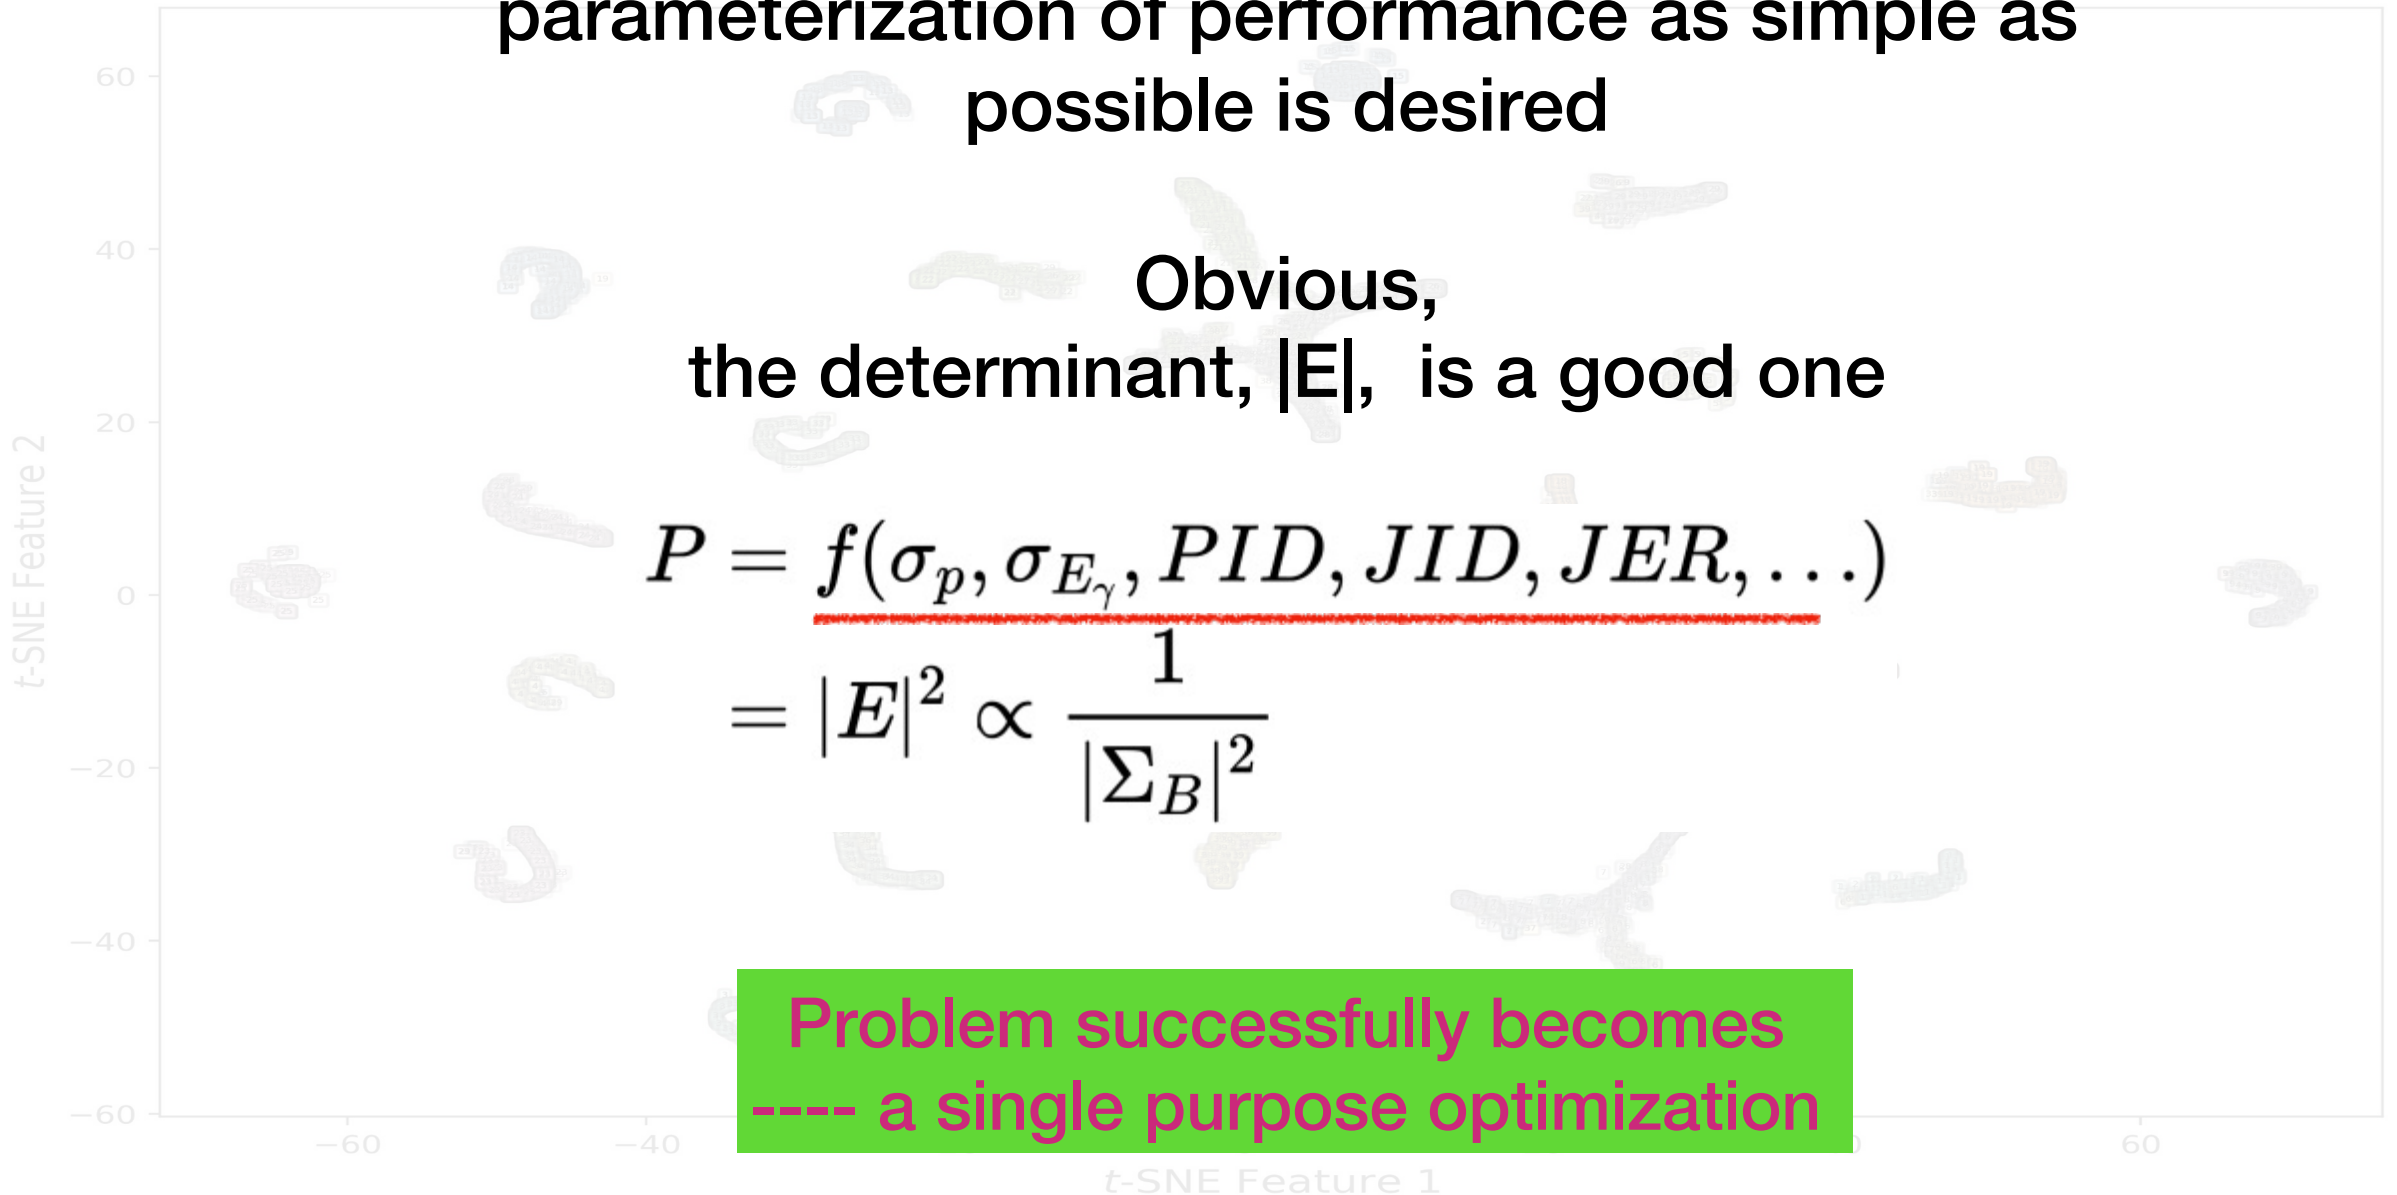 parameterization of performance as simple as
possible is desired
Obvious,
the determinant, |E|, is a good one
P = f(σ_p, σ_{E_γ}, PID, JID, JER, . . .)
= |E|² ∝ 1 / |Σ_B|²
Problem successfully becomes
---- a single purpose optimization
60
40
20
0
−20
−40
−60
t-SNE Feature 2
−60
−40
60
t-SNE Feature 1